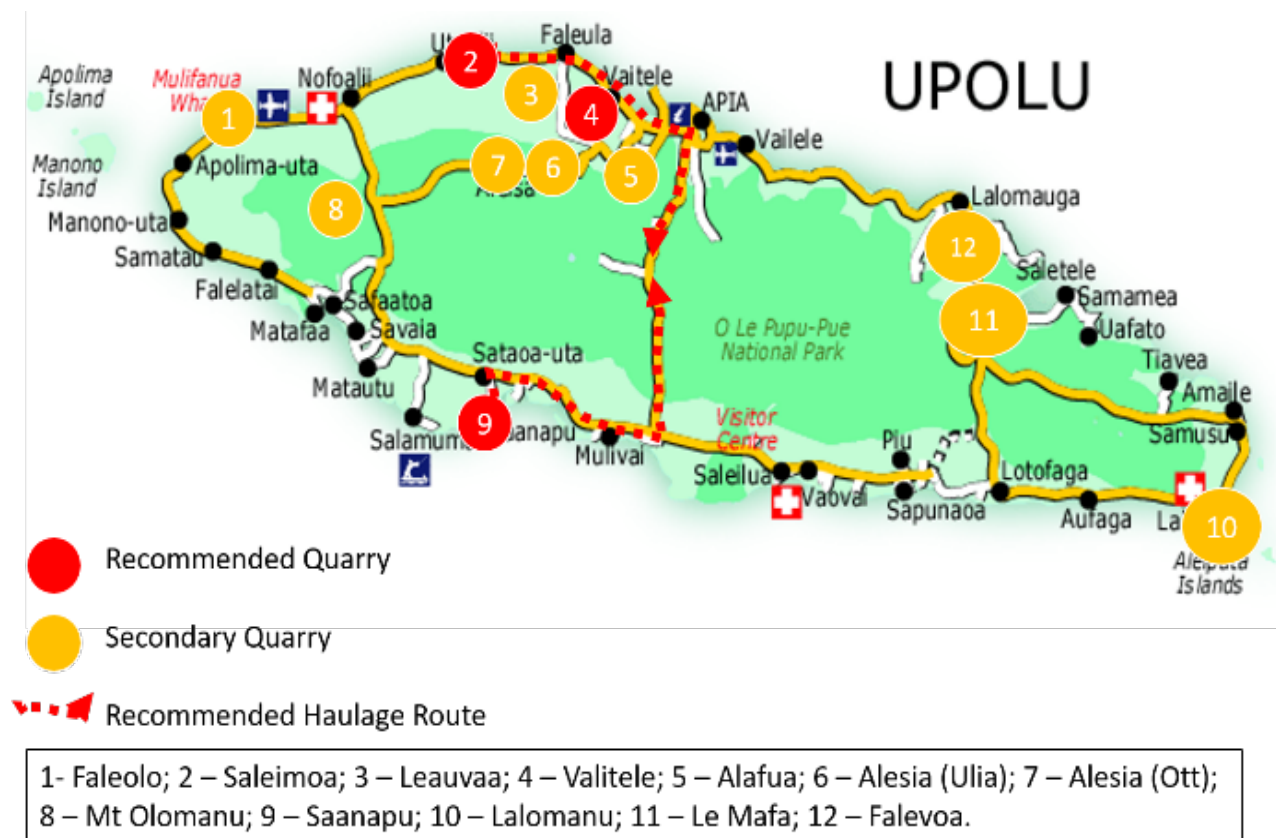 UPOLU
Apolima
Island
Mulifanua
Nofoalii
Faleula
Vaitele
APIA
Vailele
Manono
Island
Apolima-uta
Manono-uta
Samatau
Falelatai
Matafaa
Safaatoa
Savaia
Matautu
Sataoa-uta
Mulivai
O Le Pupu-Pue
National Park
Visitor
Centre
Saleilua
Vaovai
Piu
Sapunaoa
Lotofaga
Aufaga
Lalomauga
Saletele
Samamea
Uafato
Tiavea
Amaile
Samusu
Islands
1
2
3
4
5
6
7
8
9
10
11
12
Recommended Quarry
Secondary Quarry
Recommended Haulage Route
1- Faleolo; 2 – Saleimoa; 3 – Leauvaa; 4 – Valitele; 5 – Alafua; 6 – Alesia (Ulia); 7 – Alesia (Ott);
8 – Mt Olomanu; 9 – Saanapu; 10 – Lalomanu; 11 – Le Mafa; 12 – Falevoa.